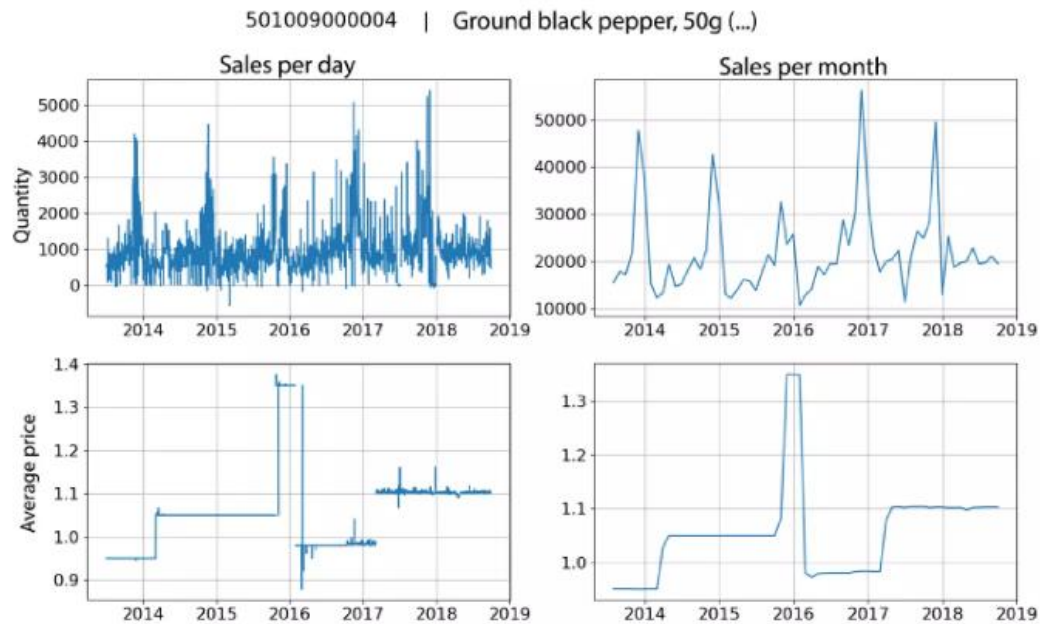 501009000004 | Ground black pepper, 50g (...)
Sales per day
Sales per month
Quantity
5000
4000
3000
2000
1000
0
2014 2015 2016 2017 2018 2019
50000
40000
30000
20000
10000
2014 2015 2016 2017 2018 2019
Average price
1.4
1.3
1.2
1.1
1.0
0.9
2014 2015 2016 2017 2018 2019
1.3
1.2
1.1
1.0
2014 2015 2016 2017 2018 2019